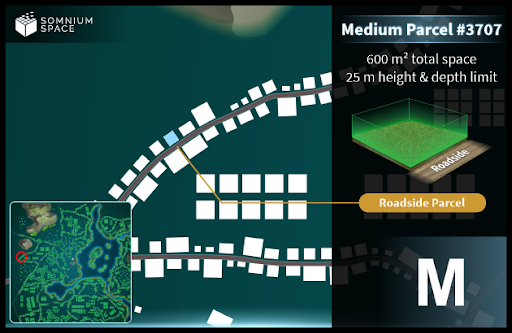 SOMNIUM
SPACE
Medium Parcel #3707
600 m² total space
25 m height & depth limit
Roadside
Roadside Parcel
M